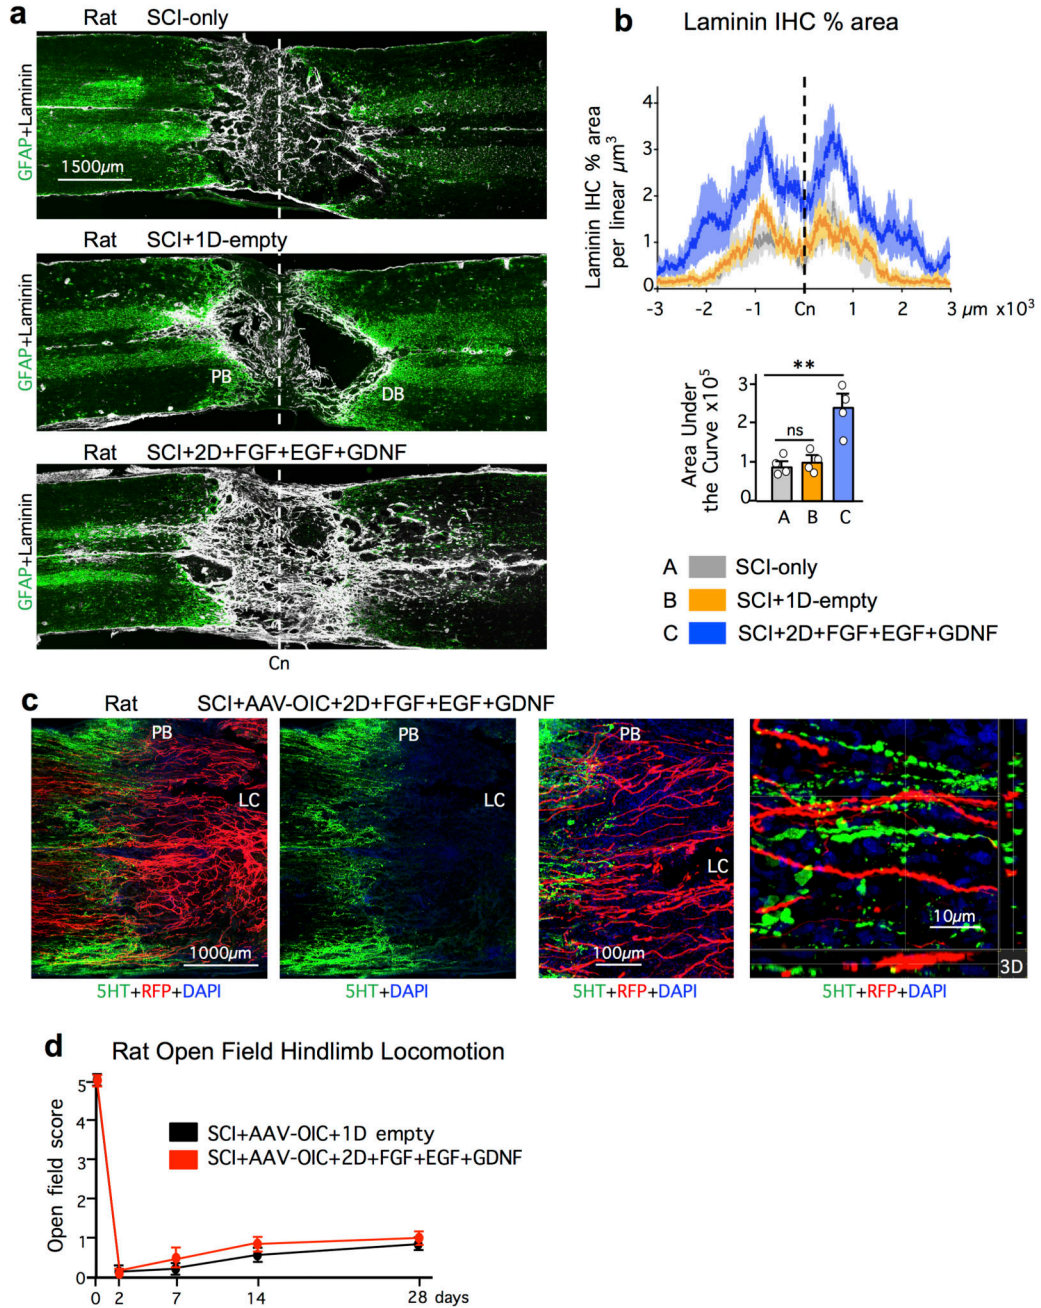 a
Rat SCI-only
GFAP+Laminin
1500µm
Rat SCI+1D-empty
GFAP+Laminin
PB
DB
Rat SCI+2D+FGF+EGF+GDNF
GFAP+Laminin
Cn
b Laminin IHC % area
Laminin IHC % area
per linear µm³
4
3
2
1
0
-3 -2 -1 Cn 1 2 3 µm x10³
Area Under
the Curve x10⁵
3
2
1
0
**
ns
A B C
A SCI-only
B SCI+1D-empty
C SCI+2D+FGF+EGF+GDNF
c Rat SCI+AAV-OIC+2D+FGF+EGF+GDNF
PB
LC
1000µm
5HT+RFP+DAPI
PB
LC
5HT+DAPI
PB
LC
100µm
5HT+RFP+DAPI
10µm
3D
5HT+RFP+DAPI
d Rat Open Field Hindlimb Locomotion
Open field score
5
4
3
2
1
0
SCI+AAV-OIC+1D empty
SCI+AAV-OIC+2D+FGF+EGF+GDNF
0 2 7 14 28 days